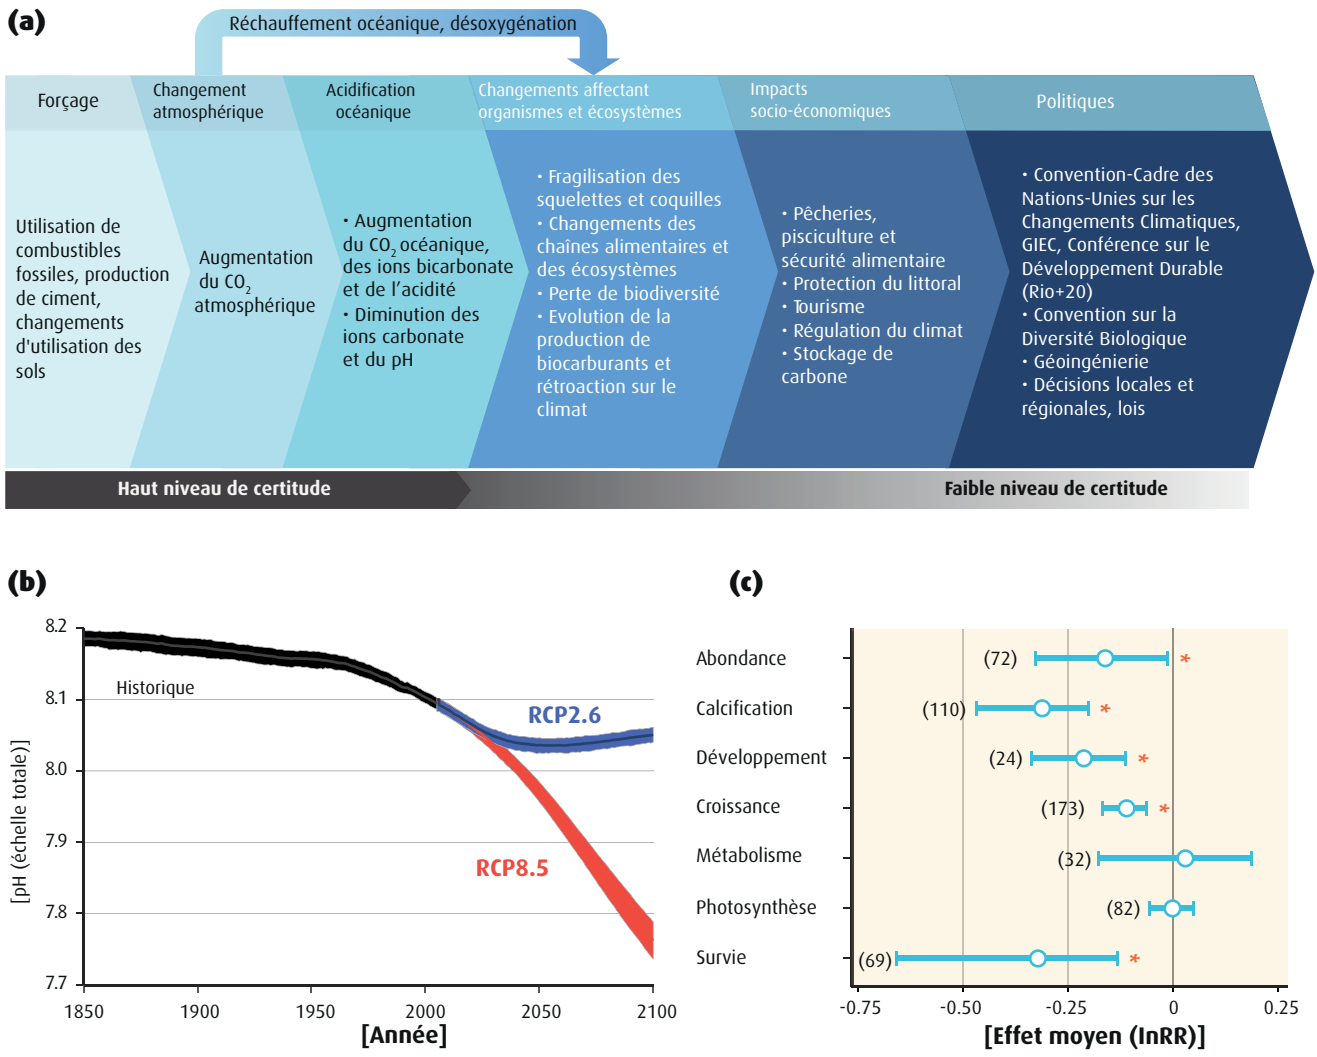 (a)
Réchauffement océanique, désoxygénation
Forçage
Changement
atmosphérique
Acidification
océanique
Changements affectant
organismes et écosystèmes
Impacts
socio-économiques
Politiques
Utilisation de
combustibles
fossiles, production
de ciment,
changements
d'utilisation des
sols
Augmentation
du CO2
atmosphérique
• Augmentation
du CO2 océanique,
des ions bicarbonate
et de l'acidité
• Diminution des
ions carbonate
et du pH
• Fragilisation des
squelettes et coquilles
• Changements des
chaînes alimentaires et
des écosystèmes
• Perte de biodiversité
• Evolution de la
production de
biocarburants et
rétroaction sur le
climat
• Pêcheries,
pisciculture et
sécurité alimentaire
• Protection du littoral
• Tourisme
• Régulation du climat
• Stockage de
carbone
• Convention-Cadre des
Nations-Unies sur les
Changements Climatiques,
GIEC, Conférence sur le
Développement Durable
(Rio+20)
• Convention sur la
Diversité Biologique
• Géoingénierie
• Décisions locales et
régionales, lois
Haut niveau de certitude
Faible niveau de certitude
(b)
[pH (échelle totale)]
8.2
8.1
8.0
7.9
7.8
7.7
Historique
RCP2.6
RCP8.5
1850 1900 1950 2000 2050 2100
[Année]
(c)
Abondance (72) *
Calcification (110) *
Développement (24) *
Croissance (173) *
Métabolisme (32)
Photosynthèse (82)
Survie (69) *
-0.75 -0.50 -0.25 0 0.25
[Effet moyen (lnRR)]